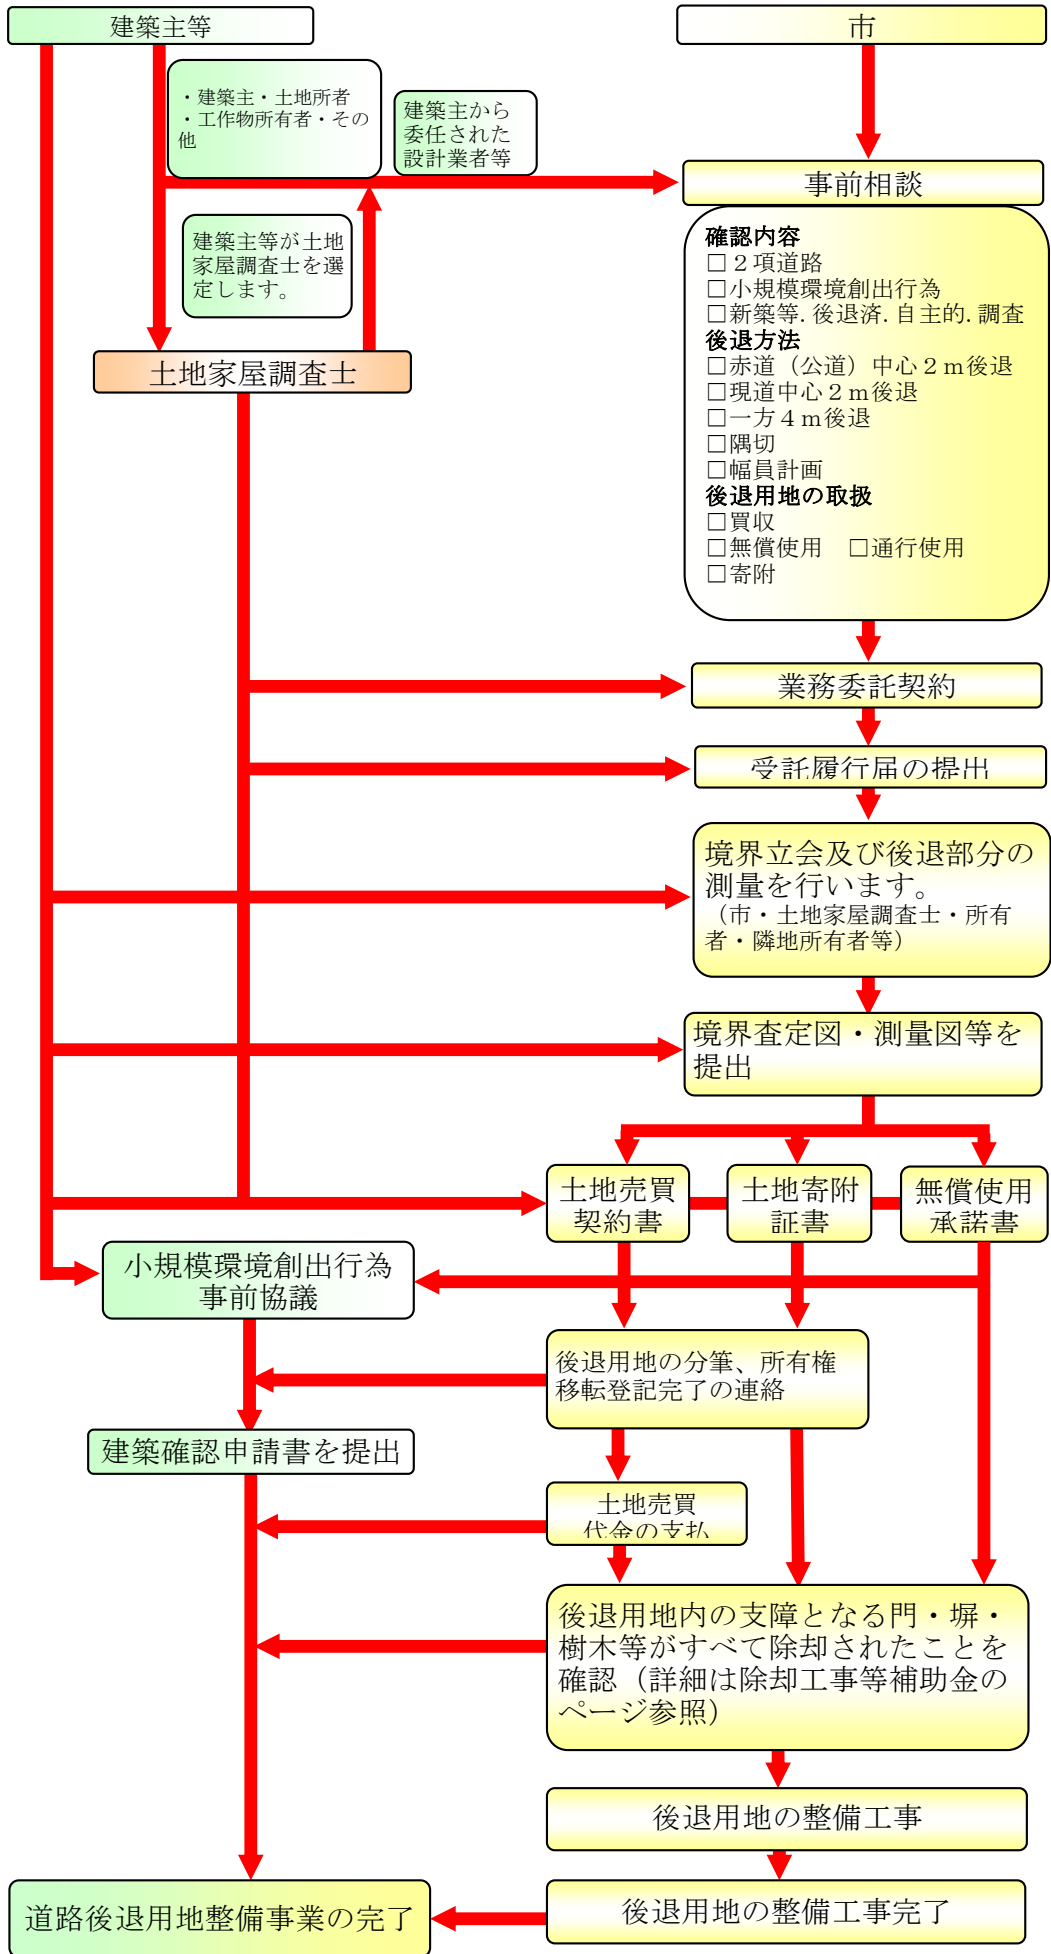 建築主等
市
・建築主・土地所者
・工作物所有者・その
他
建築主から
委任された
設計業者等
事前相談
建築主等が土地
家屋調査士を選
定します。
土地家屋調査士
確認内容
□２項道路
□小規模環境創出行為
□新築等.後退済.自主的.調査
後退方法
□赤道（公道）中心２ｍ後退
□現道中心２ｍ後退
□一方４ｍ後退
□隅切
□幅員計画
後退用地の取扱
□買収
□無償使用　□通行使用
□寄附
業務委託契約
受託履行届の提出
境界立会及び後退部分の
測量を行います。
（市・土地家屋調査士・所有
者・隣地所有者等）
境界査定図・測量図等を
提出
土地売買
契約書
土地寄附
証書
無償使用
承諾書
小規模環境創出行為
事前協議
後退用地の分筆、所有権
移転登記完了の連絡
建築確認申請書を提出
土地売買
代金の支払
後退用地内の支障となる門・塀・
樹木等がすべて除却されたことを
確認（詳細は除却工事等補助金の
ページ参照）
後退用地の整備工事
後退用地の整備工事完了
道路後退用地整備事業の完了